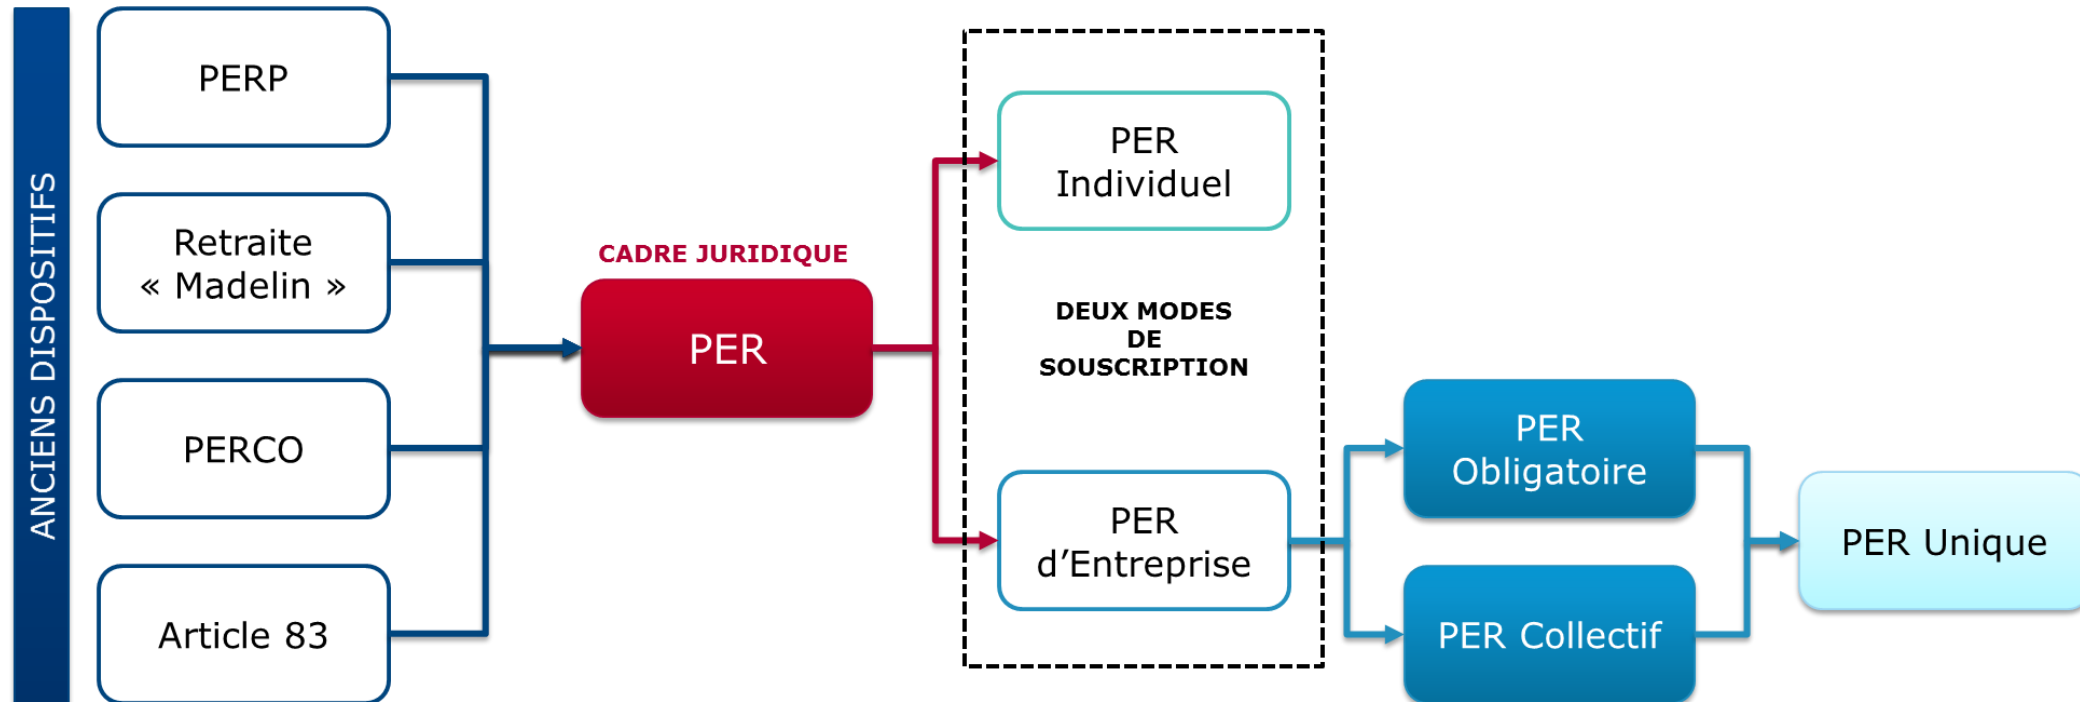 ANCIENS DISPOSITIFS
PERP
Retraite
« Madelin »
PERCO
Article 83
CADRE JURIDIQUE
PER
PER
Individuel
DEUX MODES
DE
SOUSCRIPTION
PER
d’Entreprise
PER
Obligatoire
PER Collectif
PER Unique